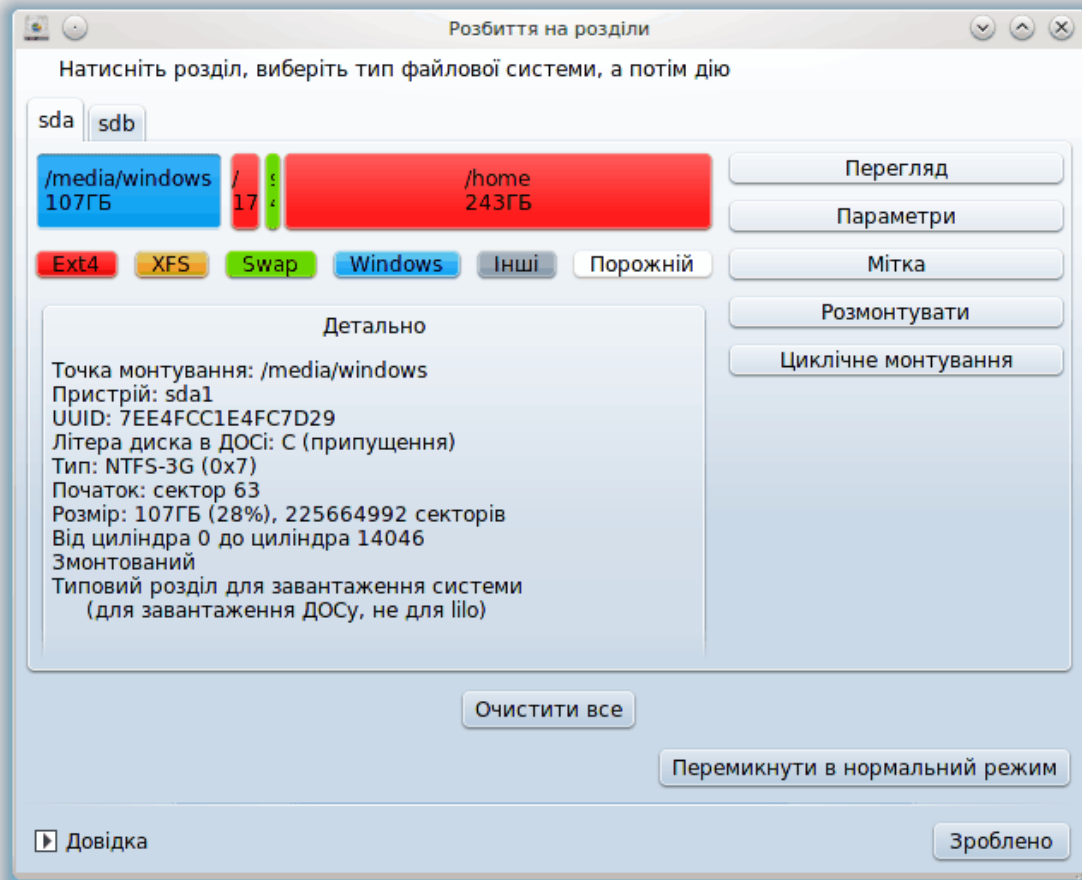 Розбиття на розділи
Натисніть розділ, виберіть тип файлової системи, а потім дію
sda
sdb
/media/windows
107ГБ
/
17
/home
243ГБ
Ext4
XFS
Swap
Windows
Інші
Порожній
Перегляд
Параметри
Мітка
Розмонтувати
Циклічне монтування
Детально
Точка монтування: /media/windows
Пристрій: sda1
UUID: 7EE4FCC1E4FC7D29
Літера диска в ДОСі: C (припущення)
Тип: NTFS-3G (0x7)
Початок: сектор 63
Розмір: 107ГБ (28%), 225664992 секторів
Від циліндра 0 до циліндра 14046
Змонтований
Типовий розділ для завантаження системи
(для завантаження ДОСу, не для lilo)
Очистити все
Перемикнути в нормальний режим
Довідка
Зроблено